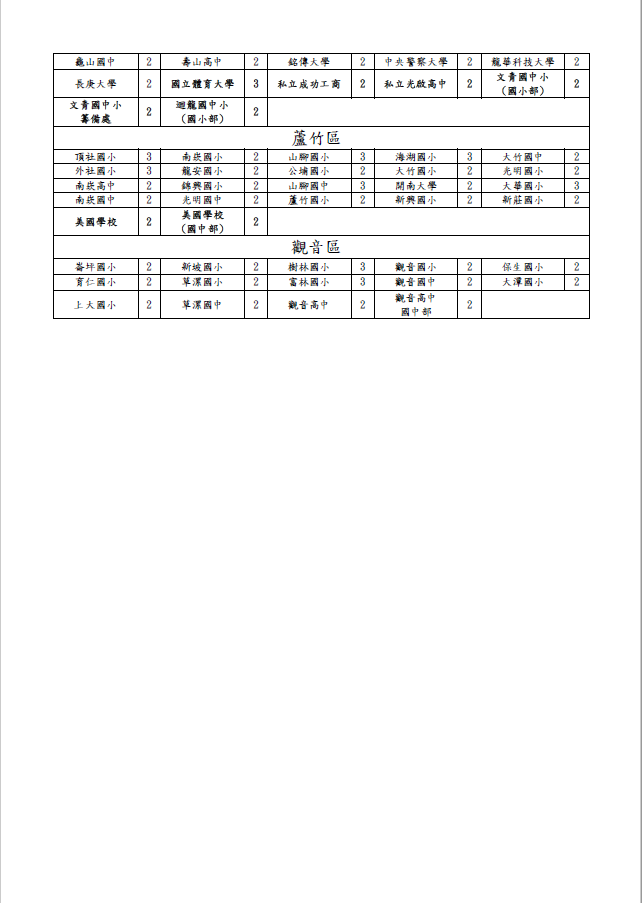 龜山國中 2 壽山高中 2 銘傳大學 2 中央警察大學 2 龍華科技大學 2
長庚大學 2 國立體育大學 3 私立成功工商 2 私立光啟高中 2 文青國中小
(國小部) 2
文青國中小
籌備處 2 迴龍國中小
(國小部) 2
蘆竹區
頂社國小 3 南崁國小 2 山腳國小 3 海湖國小 3 大竹國中 2
外社國小 3 龍安國小 2 公埔國小 2 大竹國小 2 光明國小 2
南崁高中 2 錦興國小 2 山腳國中 3 開南大學 2 大華國小 3
南崁國中 2 光明國中 2 蘆竹國小 2 新興國小 2 新莊國小 2
美國學校 2 美國學校
(國中部) 2
觀音區
崙坪國小 2 新坡國小 2 樹林國小 3 觀音國小 2 保生國小 2
育仁國小 2 草漯國小 2 富林國小 3 觀音國中 2 大潭國小 2
上大國小 2 草漯國中 2 觀音高中 2 觀音高中
國中部 2